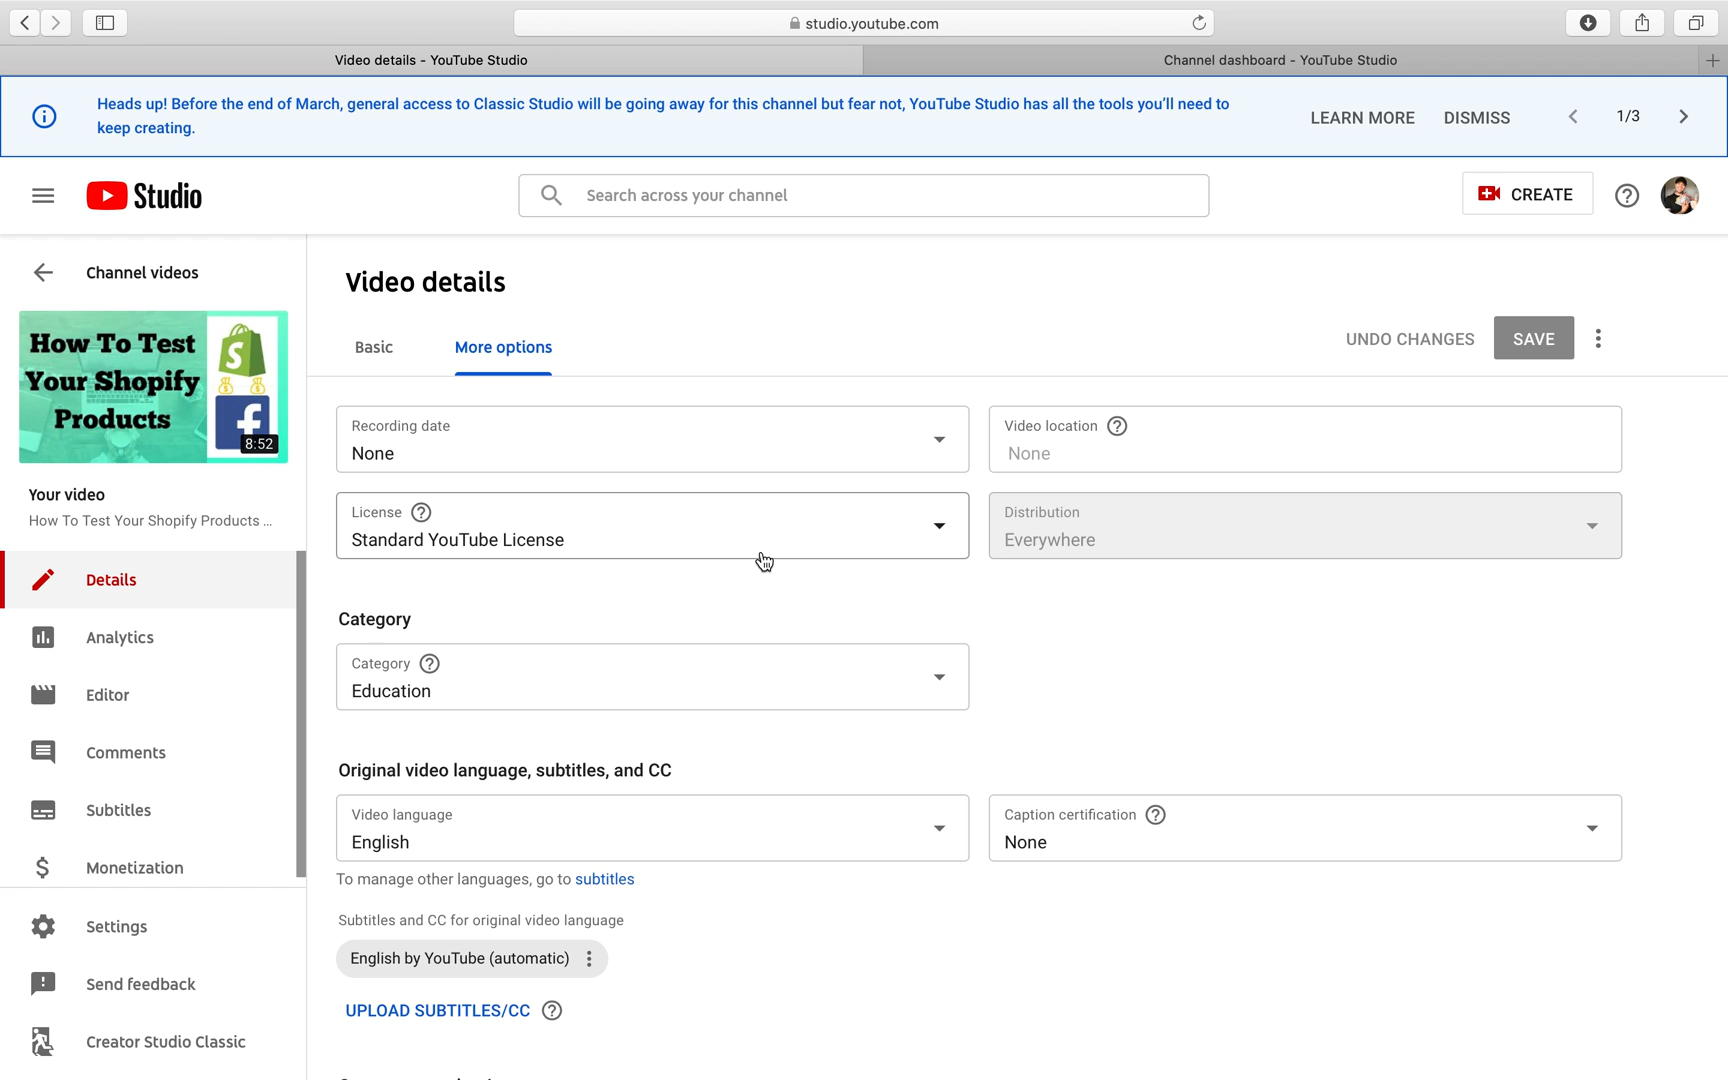 studio.youtube.com
Video details - YouTube Studio
Channel dashboard - YouTube Studio
Heads up! Before the end of March, general access to Classic Studio will be going away for this channel but fear not, YouTube Studio has all the tools you'll need to
keep creating.
LEARN MORE
DISMISS
1/3
Studio
Search across your channel
CREATE
Channel videos
How To Test
Your Shopify
Products
8:52
Your video
How To Test Your Shopify Products ...
Details
Analytics
Editor
Comments
Subtitles
Monetization
Settings
Send feedback
Creator Studio Classic
Video details
Basic
More options
UNDO CHANGES
SAVE
Recording date
None
Video location
None
License
Standard YouTube License
Distribution
Everywhere
Category
Category
Education
Original video language, subtitles, and CC
Video language
English
Caption certification
None
To manage other languages, go to subtitles
Subtitles and CC for original video language
English by YouTube (automatic)
UPLOAD SUBTITLES/CC